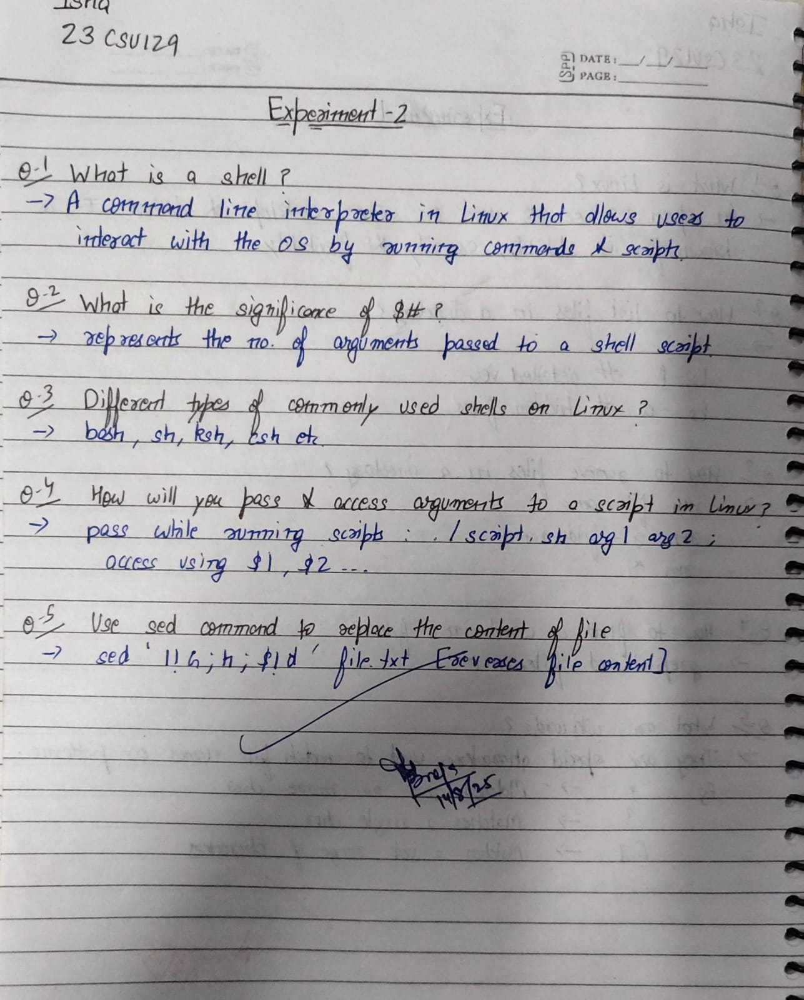 Isha
23CSU129
DATE: __/__/____
PAGE: ________
Experiment-2
Q.1 What is a shell?
-> A command line interpreter in Linux that allows users to
interact with the OS by running commands & scripts.
Q.2 What is the significance of $#?
-> represents the no. of arguments passed to a shell script.
Q.3 Different types of commonly used shells on Linux?
-> bash, sh, ksh, csh etc.
Q.4 How will you pass & access arguments to a script in Linux?
-> pass while running scripts : ./script.sh arg1 arg2 ;
access using $1, $2 ...
Q.5 Use sed command to replace the content of file
-> sed '1!G;h;$!d' file.txt [reverses file content]
14/8/25